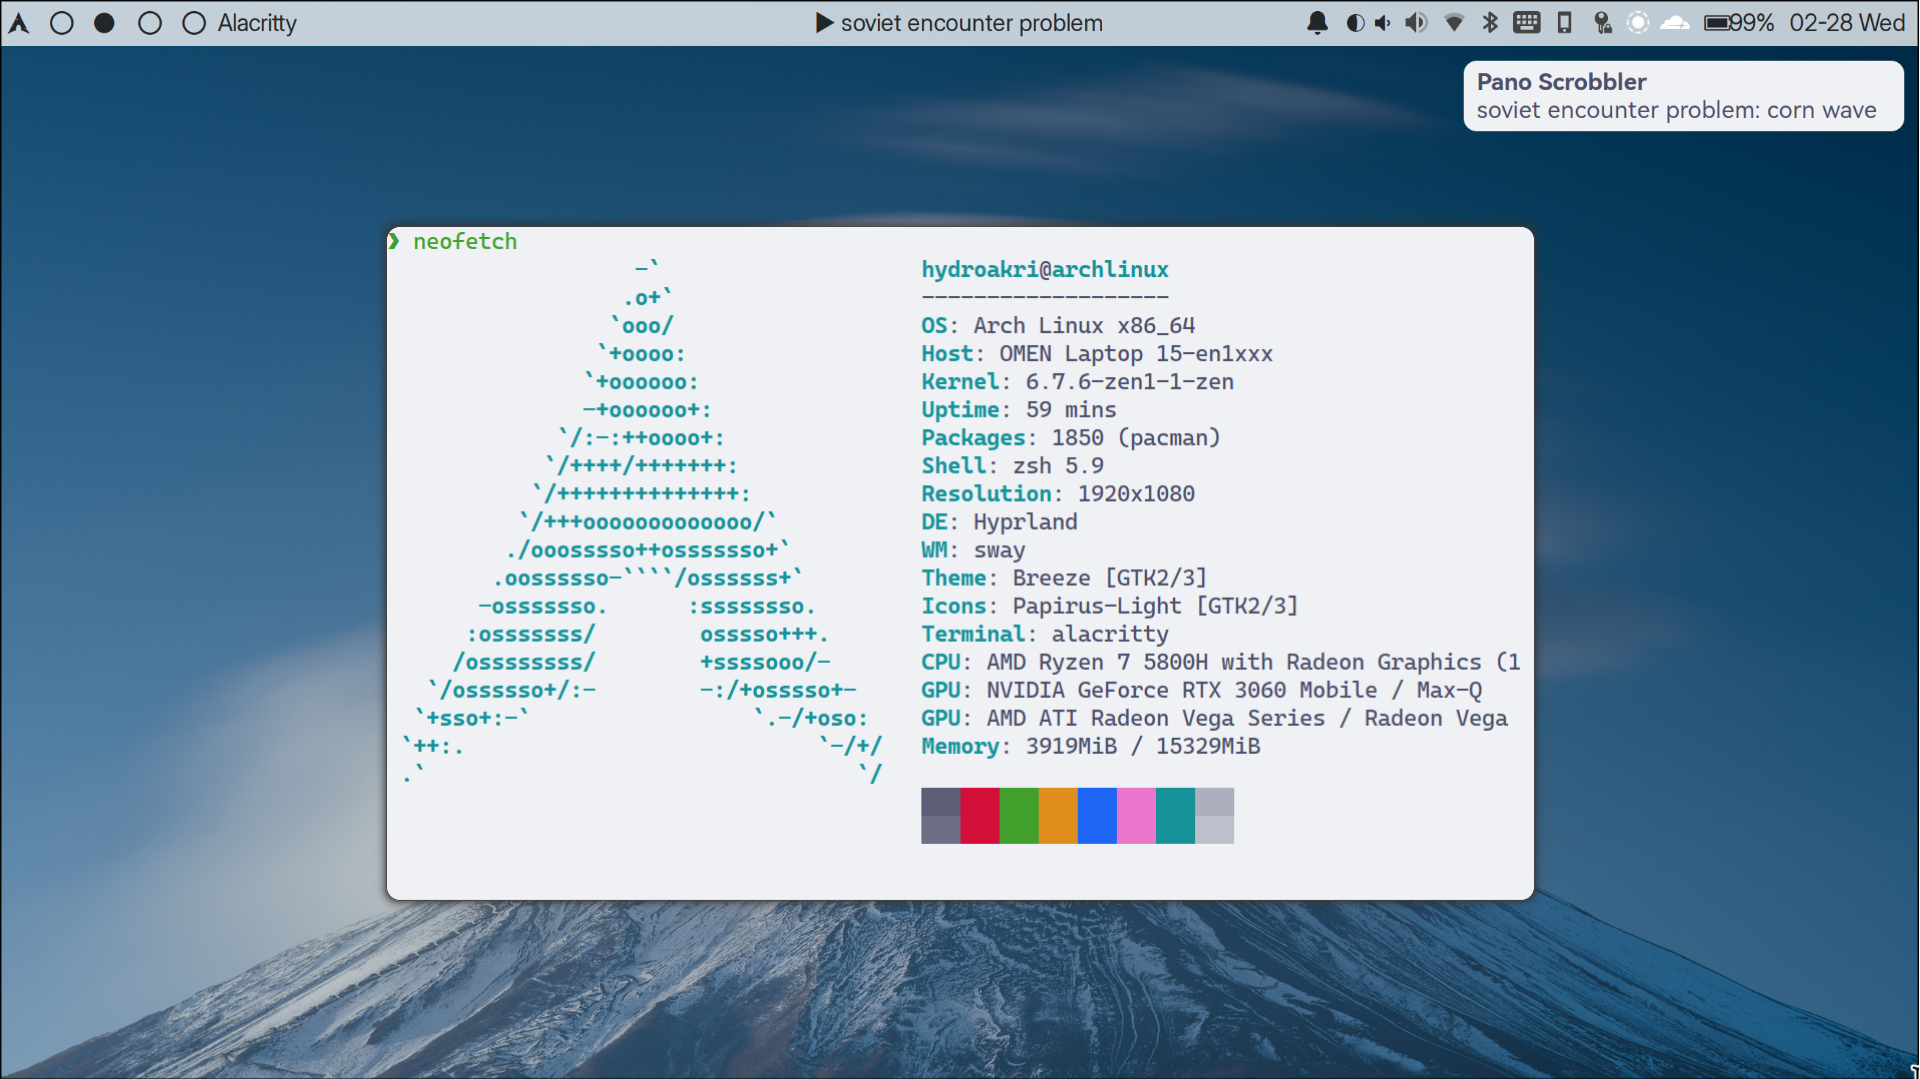 Alacritty
▶ soviet encounter problem
99% 02-28 Wed
Pano Scrobbler
soviet encounter problem: corn wave
❯ neofetch
hydroakri@archlinux
-------------------
OS: Arch Linux x86_64
Host: OMEN Laptop 15-en1xxx
Kernel: 6.7.6-zen1-1-zen
Uptime: 59 mins
Packages: 1850 (pacman)
Shell: zsh 5.9
Resolution: 1920x1080
DE: Hyprland
WM: sway
Theme: Breeze [GTK2/3]
Icons: Papirus-Light [GTK2/3]
Terminal: alacritty
CPU: AMD Ryzen 7 5800H with Radeon Graphics (1
GPU: NVIDIA GeForce RTX 3060 Mobile / Max-Q
GPU: AMD ATI Radeon Vega Series / Radeon Vega
Memory: 3919MiB / 15329MiB